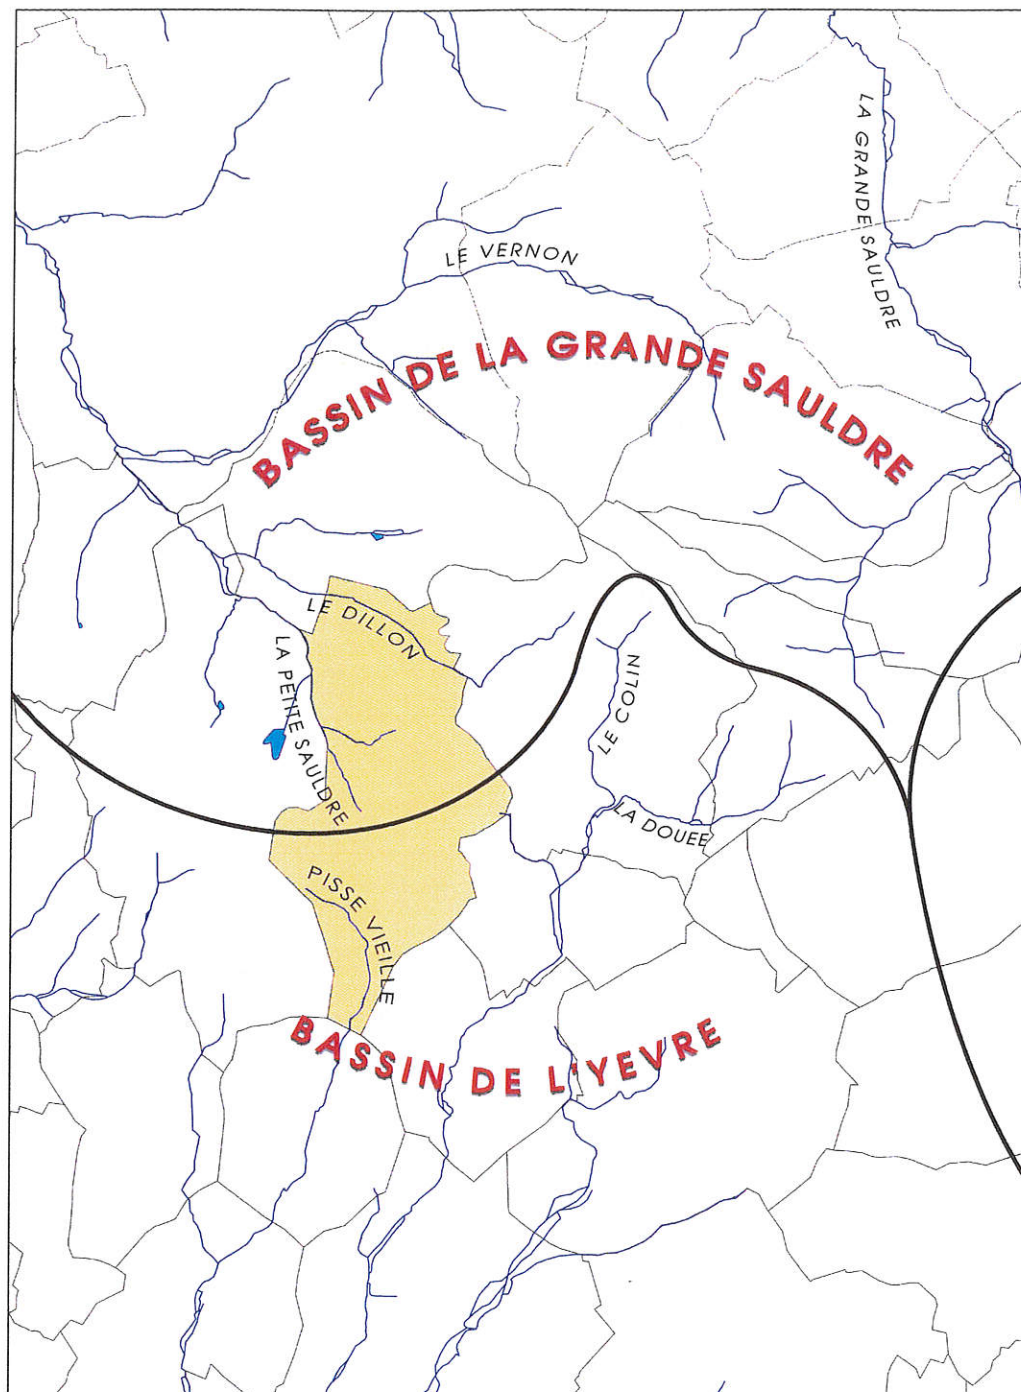 LA GRANDE SAULDRE
LE VERNON
BASSIN DE LA GRANDE SAULDRE
LE DILLON
LA PETITE SAULDRE
LE COLIN
LA DOUEE
PISSE VIEILLE
BASSIN DE L'YEVRE